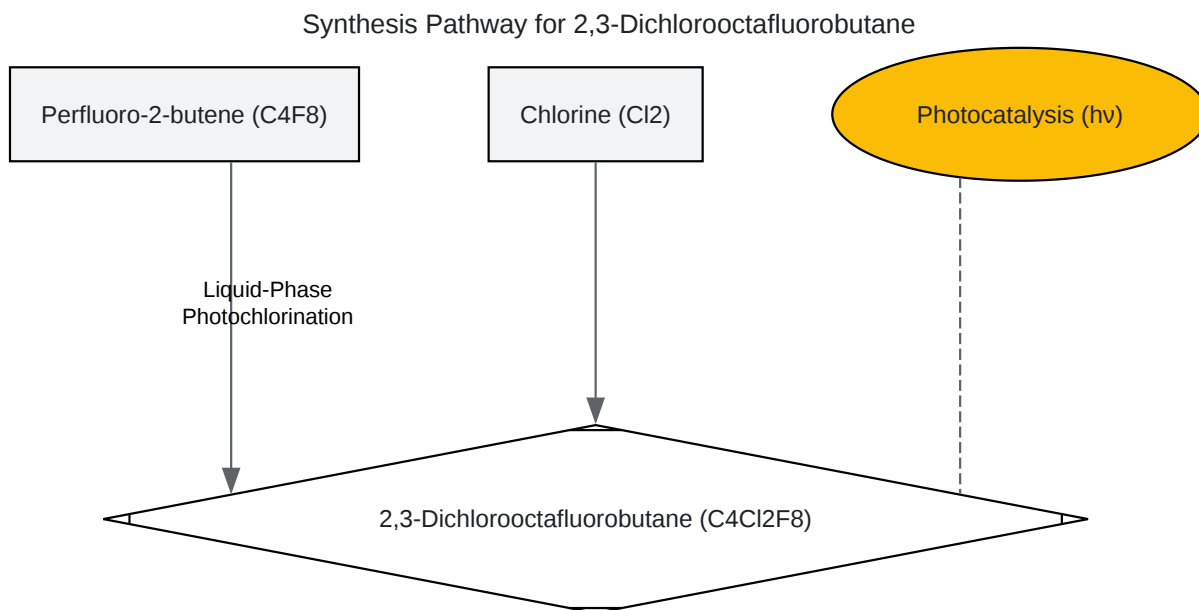 Synthesis Pathway for 2,3-Dichlorooctafluorobutane
Perfluoro-2-butene (C4F8)
Chlorine (Cl2)
Photocatalysis (hν)
Liquid-Phase
Photochlorination
2,3-Dichlorooctafluorobutane (C4Cl2F8)